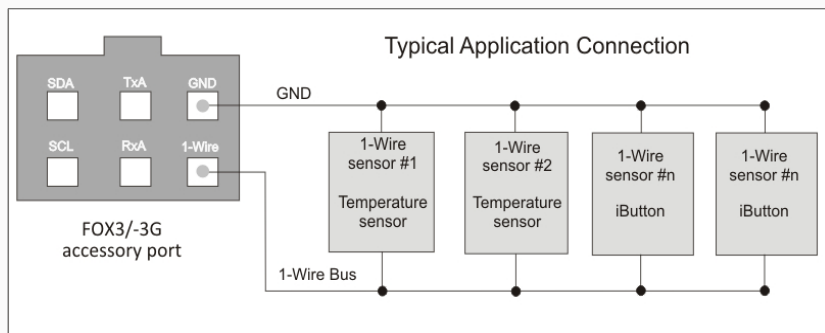 Typical Application Connection
SDA TxA GND
GND
SCL RxA 1-Wire
1-Wire
sensor #1
Temperature
sensor
1-Wire
sensor #2
Temperature
sensor
1-Wire
sensor #n
iButton
1-Wire
sensor #n
iButton
FOX3/-3G
accessory port
1-Wire Bus